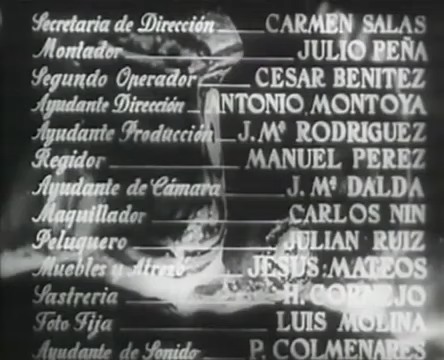 Secretaria de Dirección CARMEN SALAS
Montador JULIO PEÑA
Segundo Operador CESAR BENITEZ
Ayudante Dirección ANTONIO MONTOYA
Ayudante Producción J. Mª RODRIGUEZ
Regidor MANUEL PEREZ
Ayudante de Cámara J. Mª DALDA
Maquillador CARLOS NIN
Peluquero JULIAN RUIZ
Muebles y Atrezo JESUS MATEOS
Sastreria H. CORNEJO
Foto Fija LUIS MOLINA
Ayudante de Sonido P. COLMENARES